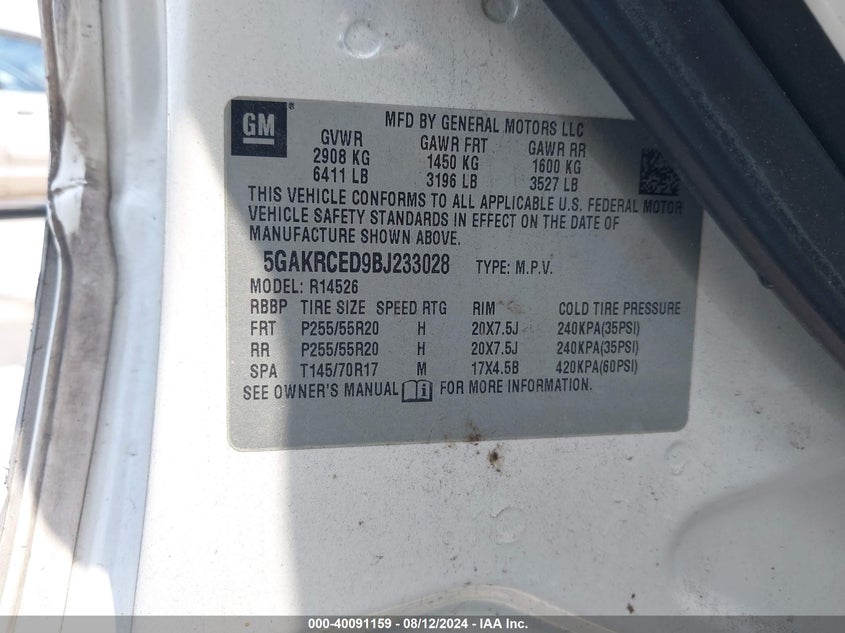 GM ®
MFD BY GENERAL MOTORS LLC
GVWR GAWR FRT GAWR RR
2908 KG 1450 KG 1600 KG
6411 LB 3196 LB 3527 LB
THIS VEHICLE CONFORMS TO ALL APPLICABLE U.S. FEDERAL MOTOR
VEHICLE SAFETY STANDARDS IN EFFECT ON THE DATE OF
MANUFACTURE SHOWN ABOVE.
5GAKRCED9BJ233028 TYPE: M.P.V.
MODEL: R14526
RBBP TIRE SIZE SPEED RTG RIM COLD TIRE PRESSURE
FRT P255/55R20 H 20X7.5J 240KPA(35PSI)
RR P255/55R20 H 20X7.5J 240KPA(35PSI)
SPA T145/70R17 M 17X4.5B 420KPA(60PSI)
SEE OWNER'S MANUAL FOR MORE INFORMATION.
000-40091159 - 08/12/2024 - IAA Inc.